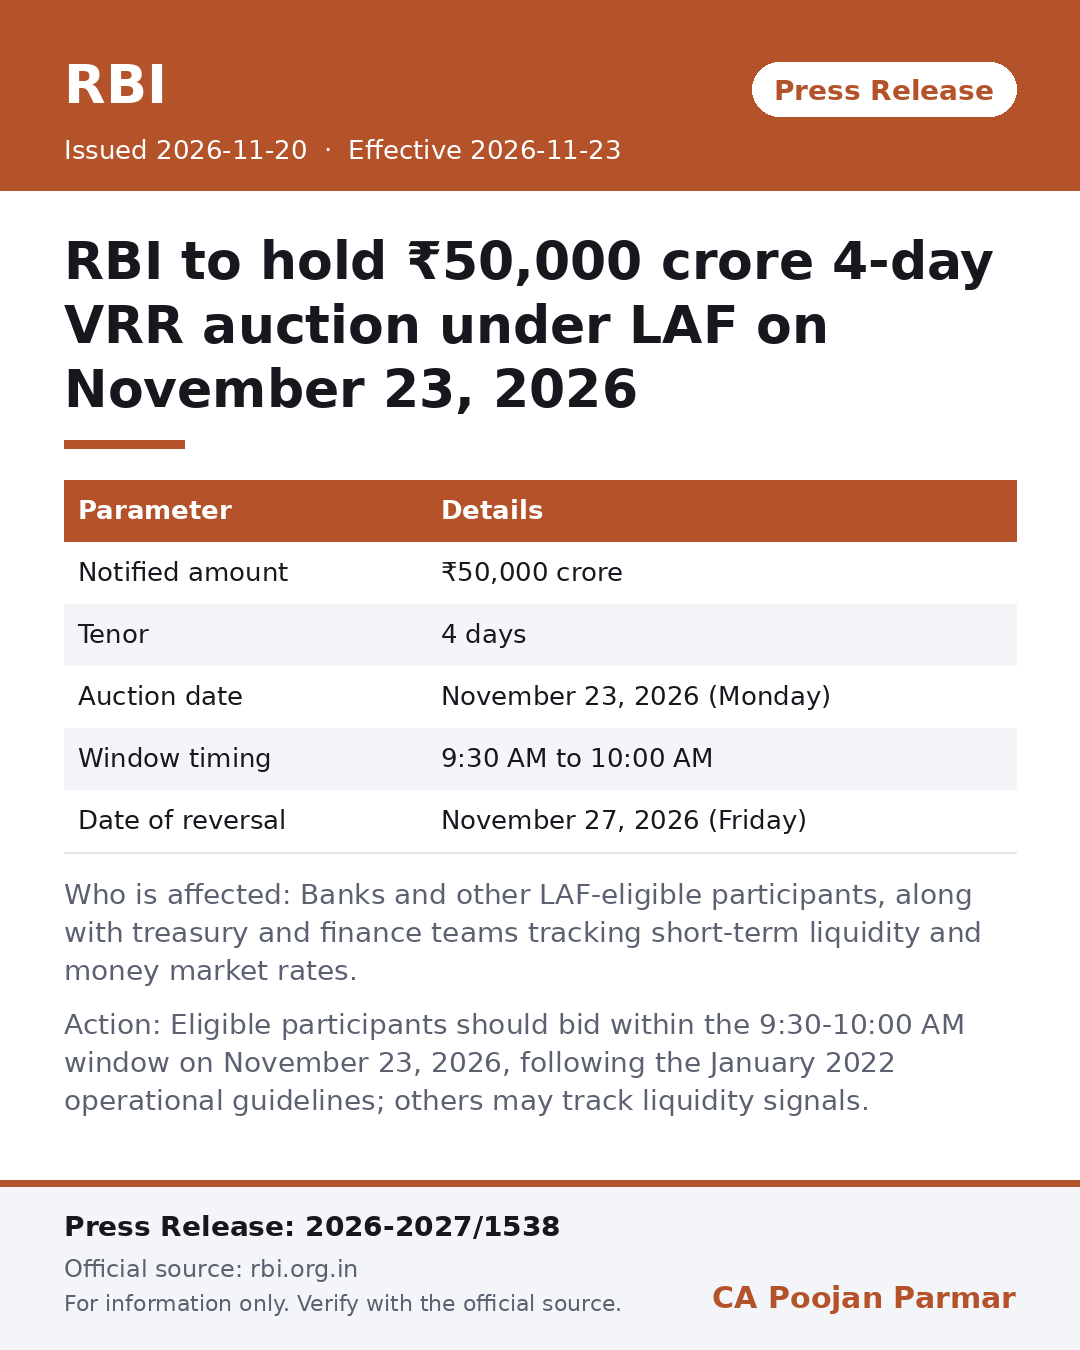 RBI
Press Release
Issued 2026-11-20 · Effective 2026-11-23
RBI to hold ₹50,000 crore 4-day
VRR auction under LAF on
November 23, 2026
Parameter Details
Notified amount ₹50,000 crore
Tenor 4 days
Auction date November 23, 2026 (Monday)
Window timing 9:30 AM to 10:00 AM
Date of reversal November 27, 2026 (Friday)
Who is affected: Banks and other LAF-eligible participants, along
with treasury and finance teams tracking short-term liquidity and
money market rates.
Action: Eligible participants should bid within the 9:30-10:00 AM
window on November 23, 2026, following the January 2022
operational guidelines; others may track liquidity signals.
Press Release: 2026-2027/1538
Official source: rbi.org.in
For information only. Verify with the official source.
CA Poojan Parmar